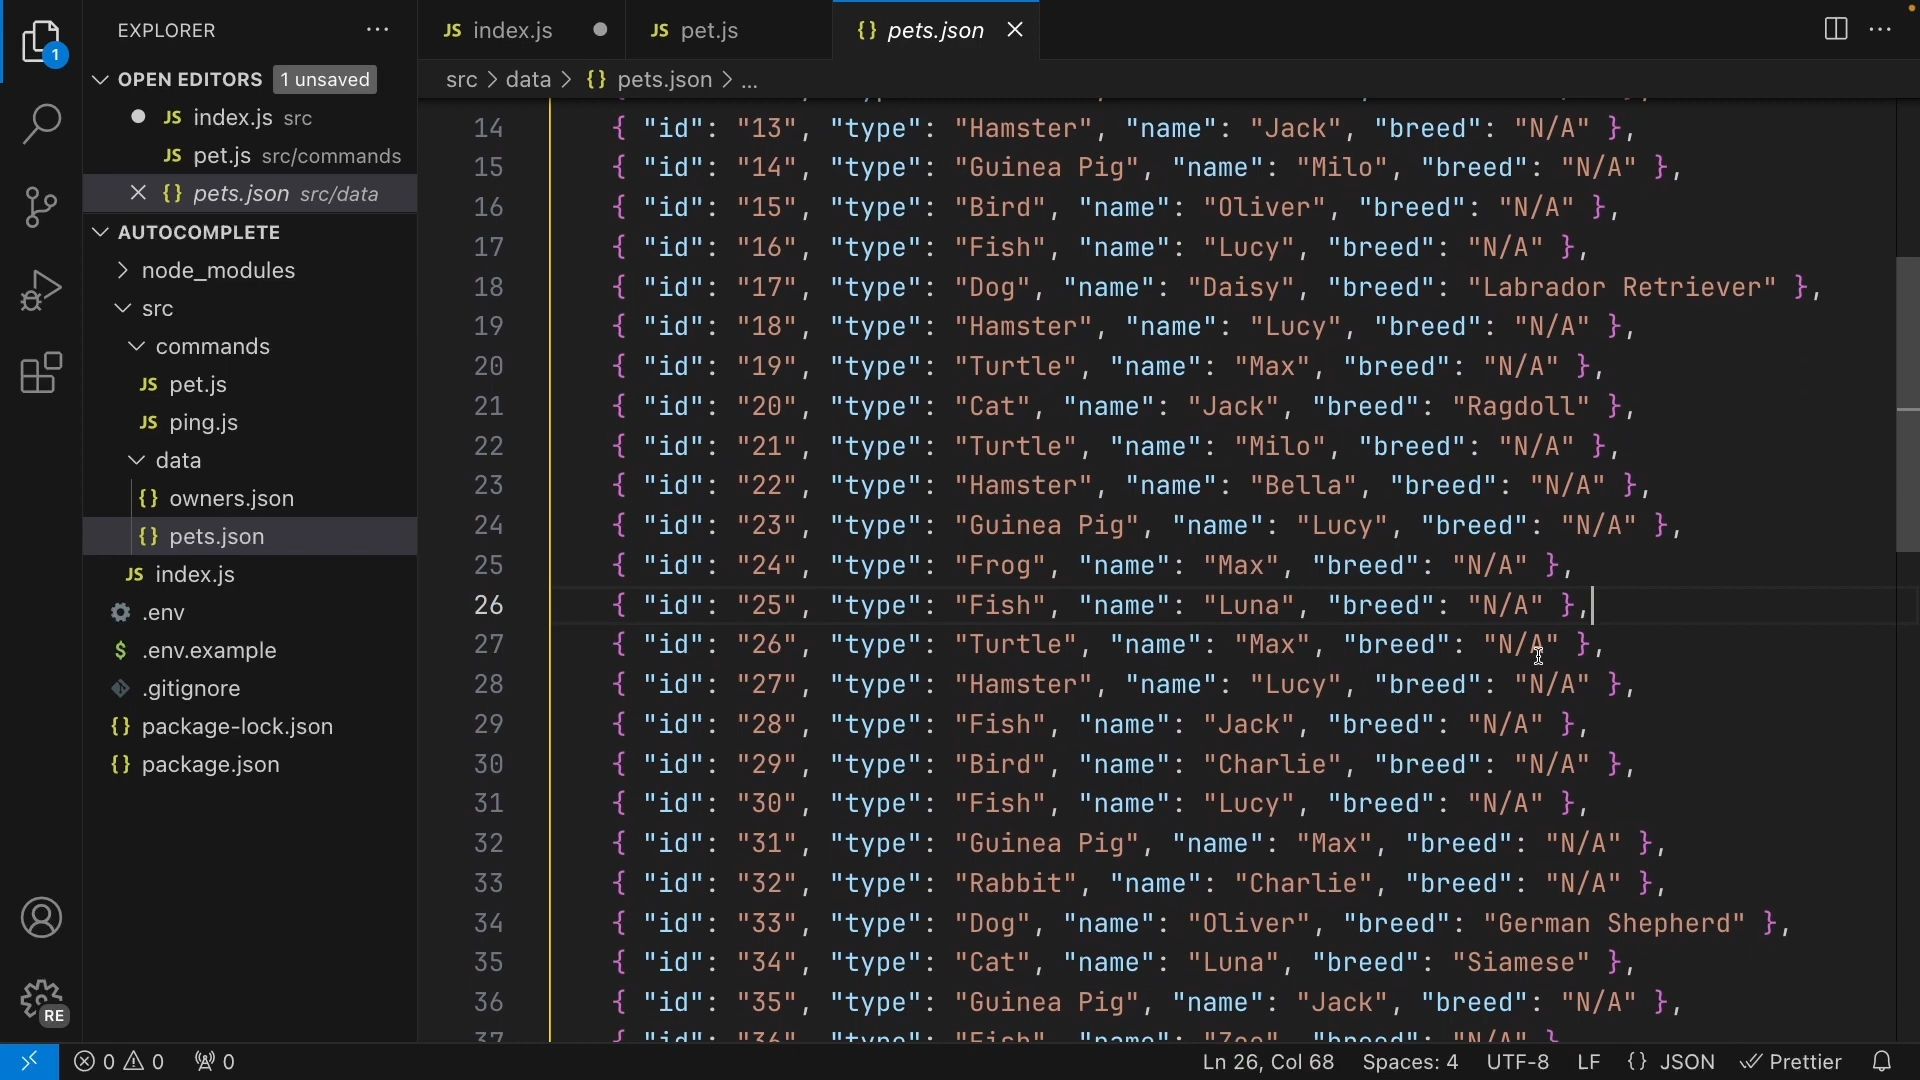 EXPLORER
OPEN EDITORS 1 unsaved
JS index.js src
JS pet.js src/commands
{} pets.json src/data
AUTOCOMPLETE
node_modules
src
commands
JS pet.js
JS ping.js
data
{} owners.json
{} pets.json
JS index.js
.env
$ .env.example
.gitignore
{} package-lock.json
{} package.json
1
RE
JS index.js
JS pet.js
{} pets.json
src > data > {} pets.json > ...
14 { "id": "13", "type": "Hamster", "name": "Jack", "breed": "N/A" },
15 { "id": "14", "type": "Guinea Pig", "name": "Milo", "breed": "N/A" },
16 { "id": "15", "type": "Bird", "name": "Oliver", "breed": "N/A" },
17 { "id": "16", "type": "Fish", "name": "Lucy", "breed": "N/A" },
18 { "id": "17", "type": "Dog", "name": "Daisy", "breed": "Labrador Retriever" },
19 { "id": "18", "type": "Hamster", "name": "Lucy", "breed": "N/A" },
20 { "id": "19", "type": "Turtle", "name": "Max", "breed": "N/A" },
21 { "id": "20", "type": "Cat", "name": "Jack", "breed": "Ragdoll" },
22 { "id": "21", "type": "Turtle", "name": "Milo", "breed": "N/A" },
23 { "id": "22", "type": "Hamster", "name": "Bella", "breed": "N/A" },
24 { "id": "23", "type": "Guinea Pig", "name": "Lucy", "breed": "N/A" },
25 { "id": "24", "type": "Frog", "name": "Max", "breed": "N/A" },
26 { "id": "25", "type": "Fish", "name": "Luna", "breed": "N/A" },
27 { "id": "26", "type": "Turtle", "name": "Max", "breed": "N/A" },
28 { "id": "27", "type": "Hamster", "name": "Lucy", "breed": "N/A" },
29 { "id": "28", "type": "Fish", "name": "Jack", "breed": "N/A" },
30 { "id": "29", "type": "Bird", "name": "Charlie", "breed": "N/A" },
31 { "id": "30", "type": "Fish", "name": "Lucy", "breed": "N/A" },
32 { "id": "31", "type": "Guinea Pig", "name": "Max", "breed": "N/A" },
33 { "id": "32", "type": "Rabbit", "name": "Charlie", "breed": "N/A" },
34 { "id": "33", "type": "Dog", "name": "Oliver", "breed": "German Shepherd" },
35 { "id": "34", "type": "Cat", "name": "Luna", "breed": "Siamese" },
36 { "id": "35", "type": "Guinea Pig", "name": "Jack", "breed": "N/A" },
37 { "id": "36", "type": "Fish", "name": "Zoe", "breed": "N/A" }
0 0 0 Ln 26, Col 68 Spaces: 4 UTF-8 LF {} JSON Prettier